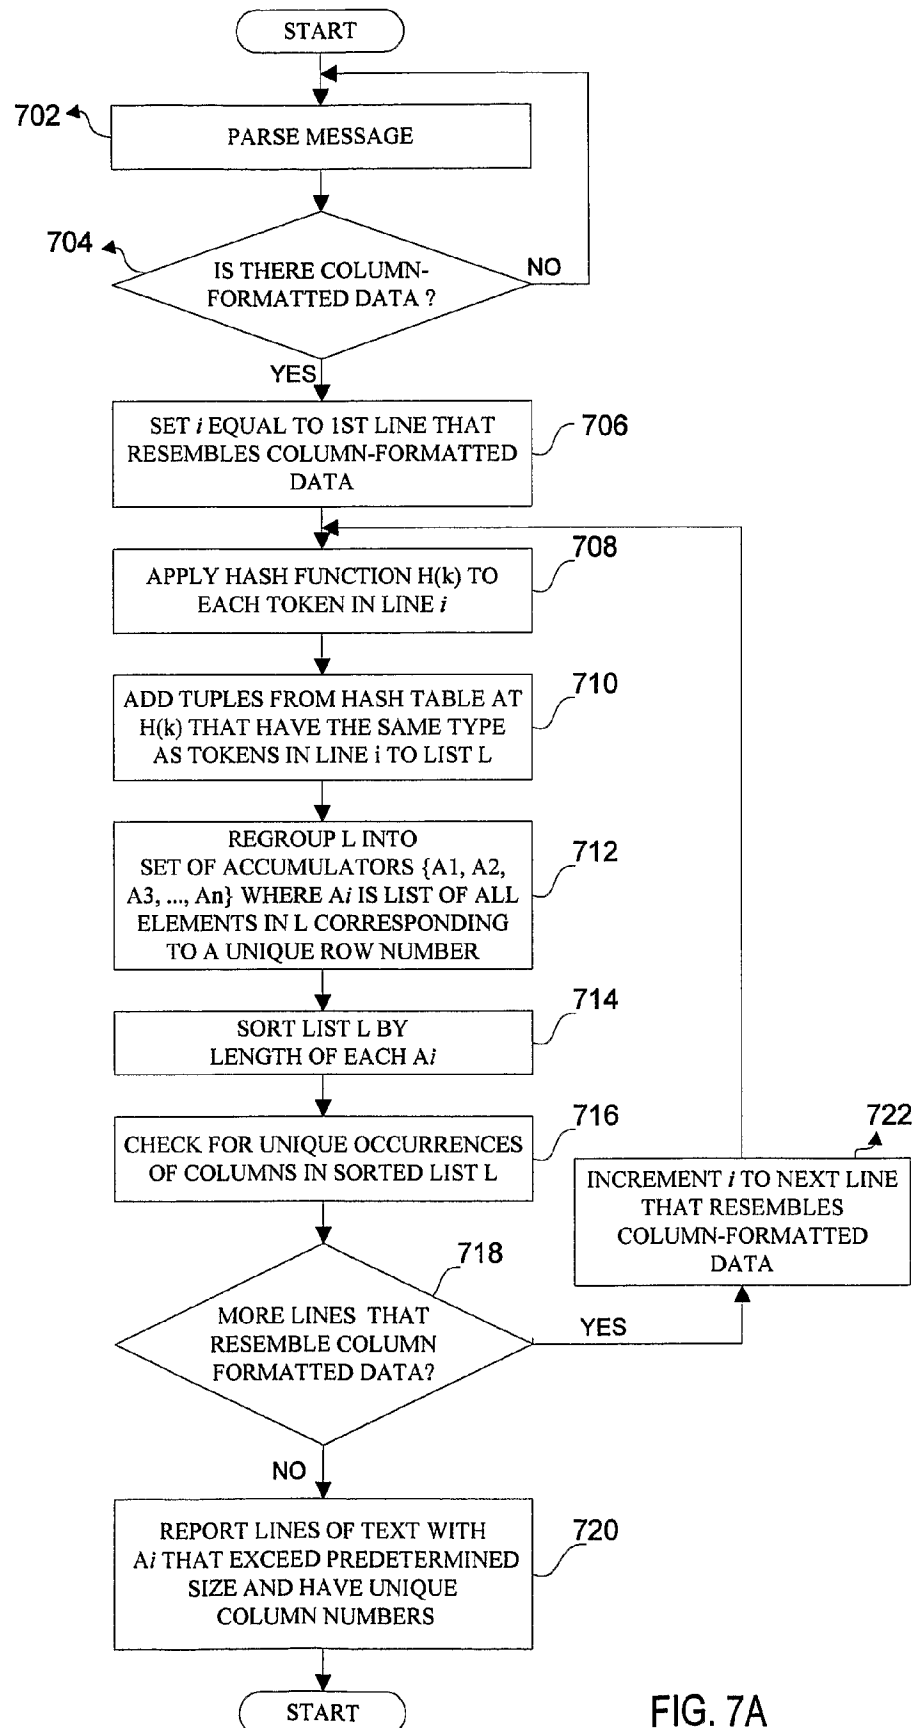 START
702
PARSE MESSAGE
704
IS THERE COLUMN-
FORMATTED DATA ?
NO
YES
SET i EQUAL TO 1ST LINE THAT
RESEMBLES COLUMN-FORMATTED
DATA
706
708
APPLY HASH FUNCTION H(k) TO
EACH TOKEN IN LINE i
710
ADD TUPLES FROM HASH TABLE AT
H(k) THAT HAVE THE SAME TYPE
AS TOKENS IN LINE i TO LIST L
REGROUP L INTO
SET OF ACCUMULATORS {A1, A2,
A3, ..., An} WHERE Ai IS LIST OF ALL
ELEMENTS IN L CORRESPONDING
TO A UNIQUE ROW NUMBER
712
714
SORT LIST L BY
LENGTH OF EACH Ai
716
CHECK FOR UNIQUE OCCURRENCES
OF COLUMNS IN SORTED LIST L
722
INCREMENT i TO NEXT LINE
THAT RESEMBLES
COLUMN-FORMATTED
DATA
718
MORE LINES THAT
RESEMBLE COLUMN
FORMATTED DATA?
YES
NO
REPORT LINES OF TEXT WITH
Ai THAT EXCEED PREDETERMINED
SIZE AND HAVE UNIQUE
COLUMN NUMBERS
720
START
FIG. 7A